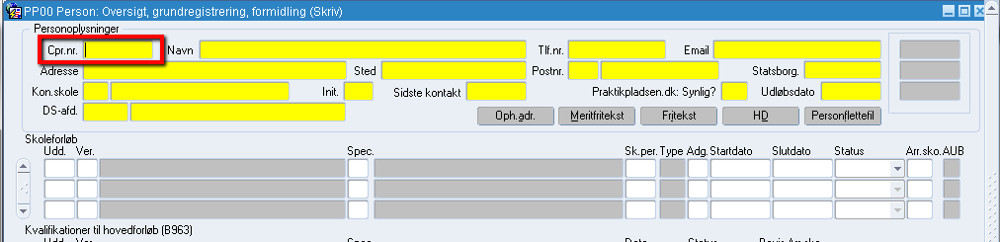 PP00 Person: Oversigt, grundregistrering, formidling (Skriv)
Personoplysninger
Cpr.nr. Navn Tlf.nr. Email
Adresse Sted Postnr. Statsborg.
Kon.skole Init. Sidste kontakt Praktikpladsen.dk: Synlig? Udløbsdato
DS-afd. Oph.adr. Meritfritekst Fritekst HD Personflettefil
Skoleforløb
Udd. Ver. Spec. Sk.per. Type Adg. Startdato Slutdato Status Arr.sko. AUB
Kvalifikationer til hovedforløb (B963)